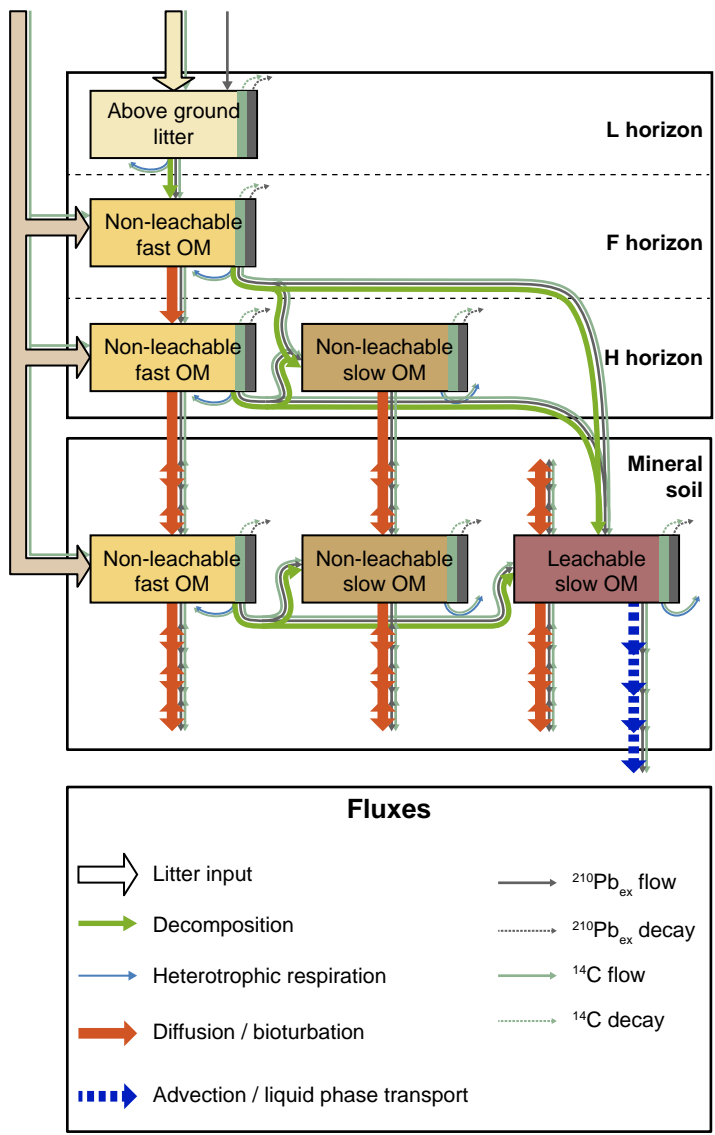 Above ground
litter
L horizon
Non-leachable
fast OM
F horizon
Non-leachable
fast OM
Non-leachable
slow OM
H horizon
Mineral
soil
Non-leachable
fast OM
Non-leachable
slow OM
Leachable
slow OM
Fluxes
Litter input
Decomposition
Heterotrophic respiration
Diffusion / bioturbation
Advection / liquid phase transport
²¹⁰Pbₑₓ flow
²¹⁰Pbₑₓ decay
¹⁴C flow
¹⁴C decay